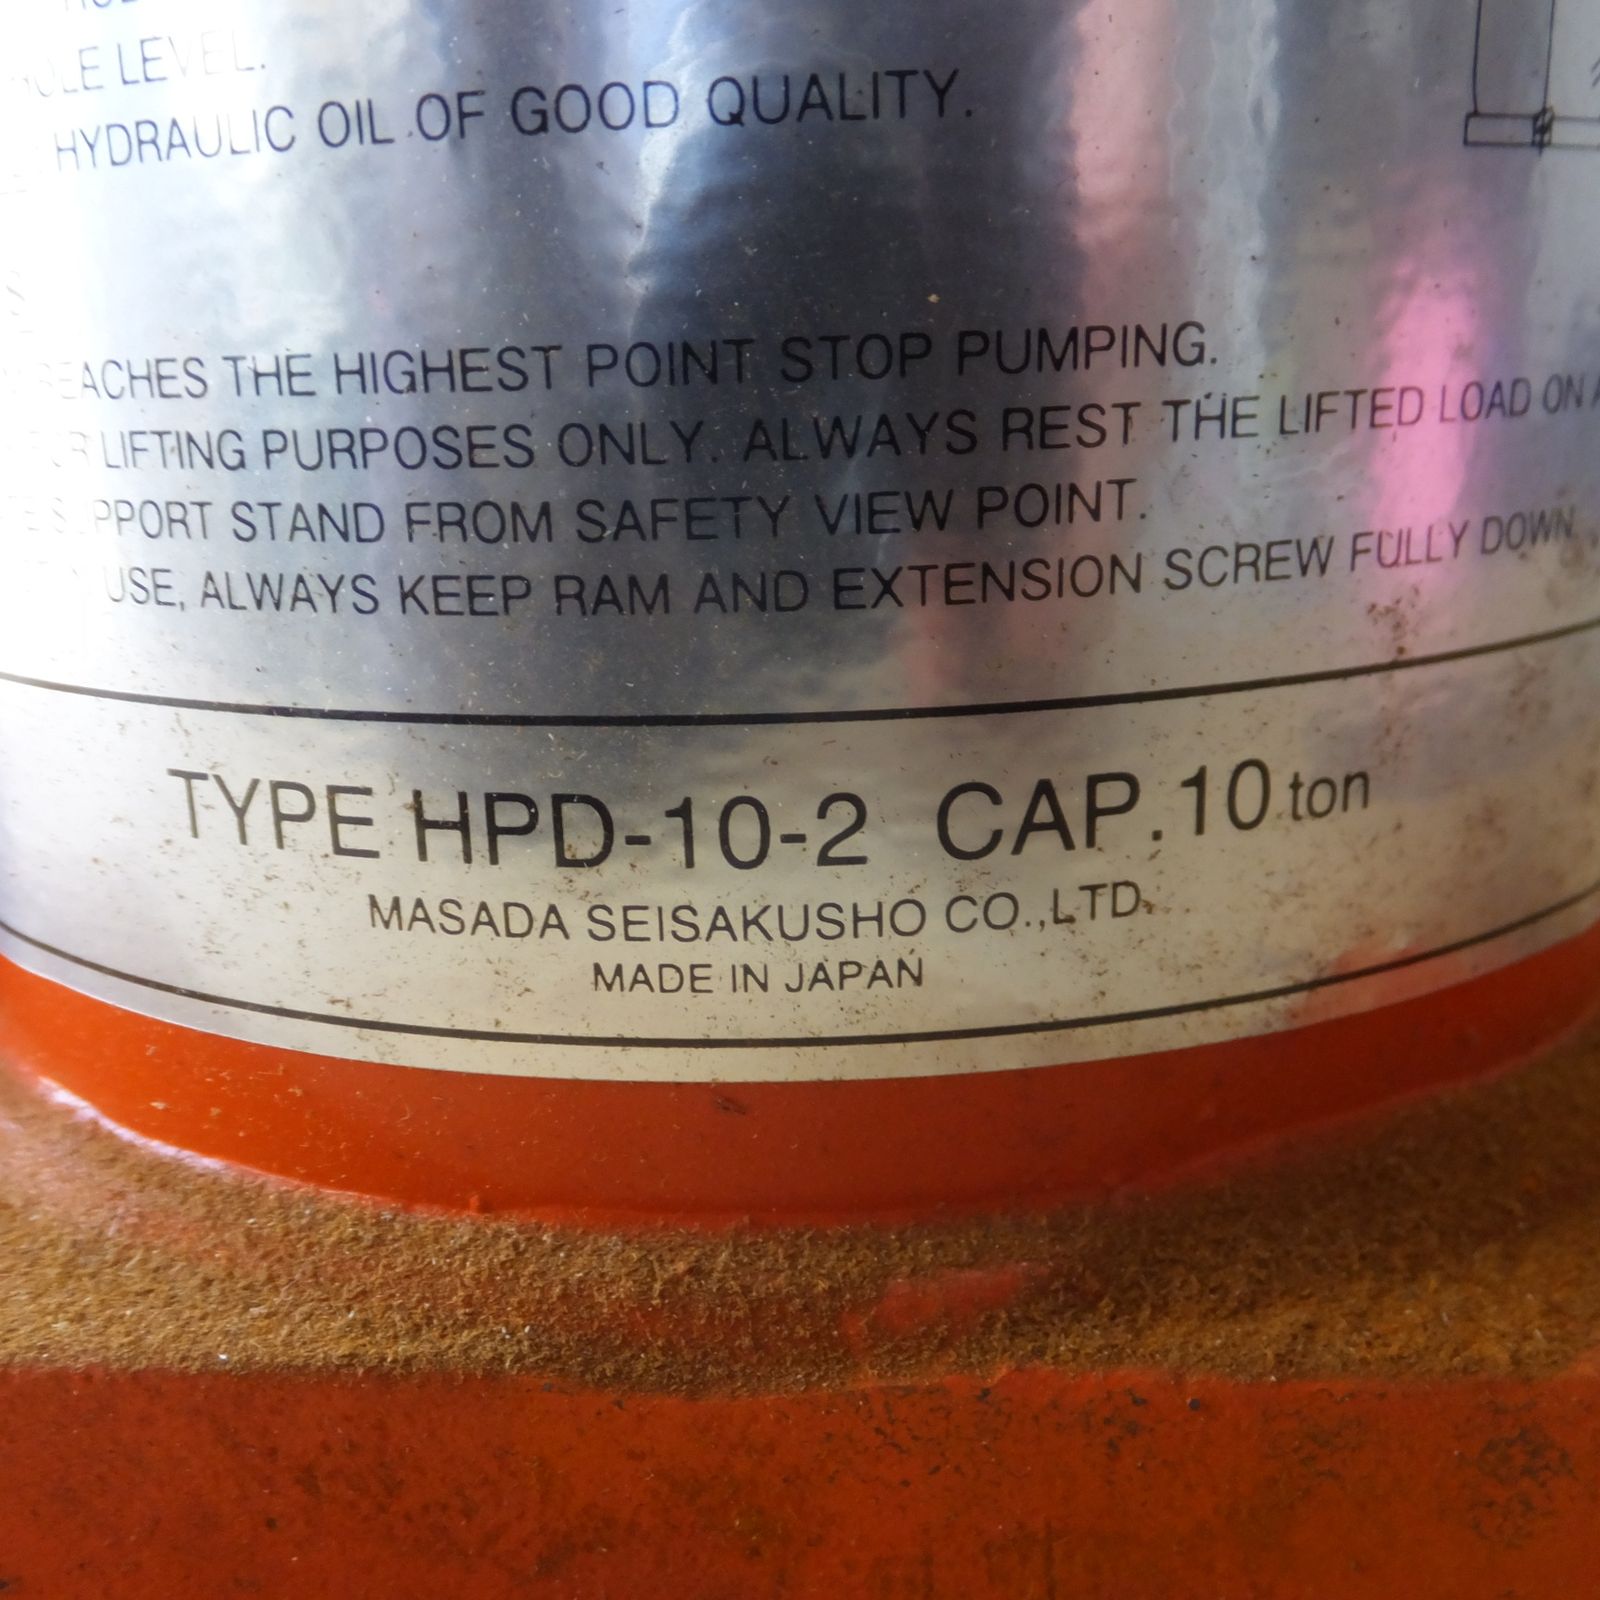 LEVEL.
HYDRAULIC OIL OF GOOD QUALITY.
THE HIGHEST POINT STOP PUMPING.
LIFTING PURPOSES ONLY. ALWAYS REST THE LIFTED LOAD ON A
STAND FROM SAFETY VIEW POINT.
USE, ALWAYS KEEP RAM AND EXTENSION SCREW FULLY DOWN.
TYPE HPD-10-2 CAP.10 ton
MASADA SEISAKUSHO CO.,LTD.
MADE IN JAPAN